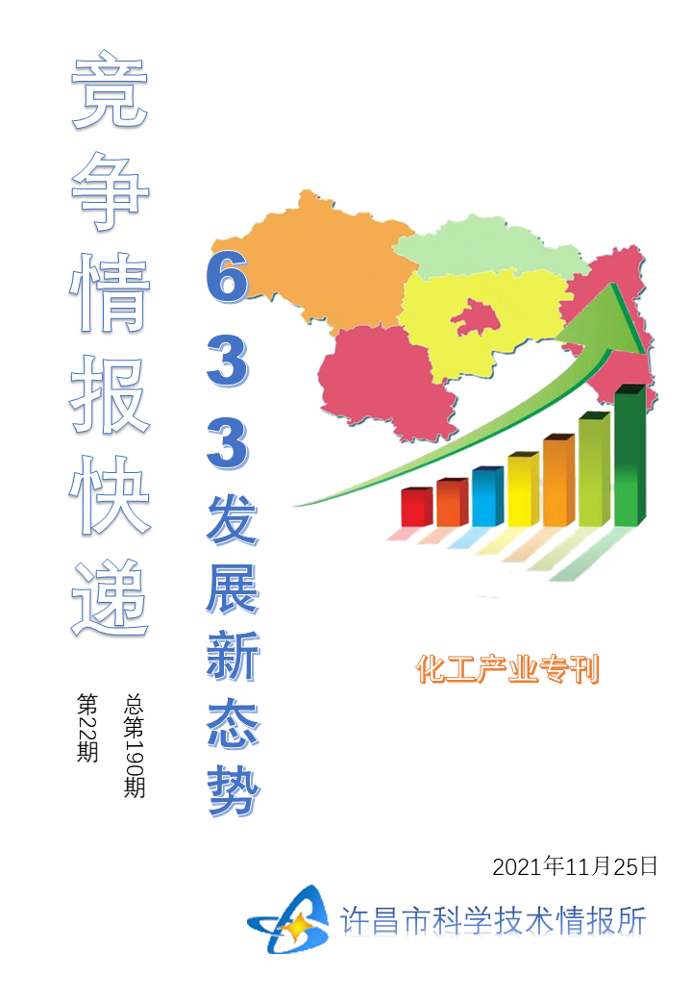 竞争情报快递
总第190期
第22期
633发展新态势
化工产业专刊
2021年11月25日
许昌市科学技术情报所